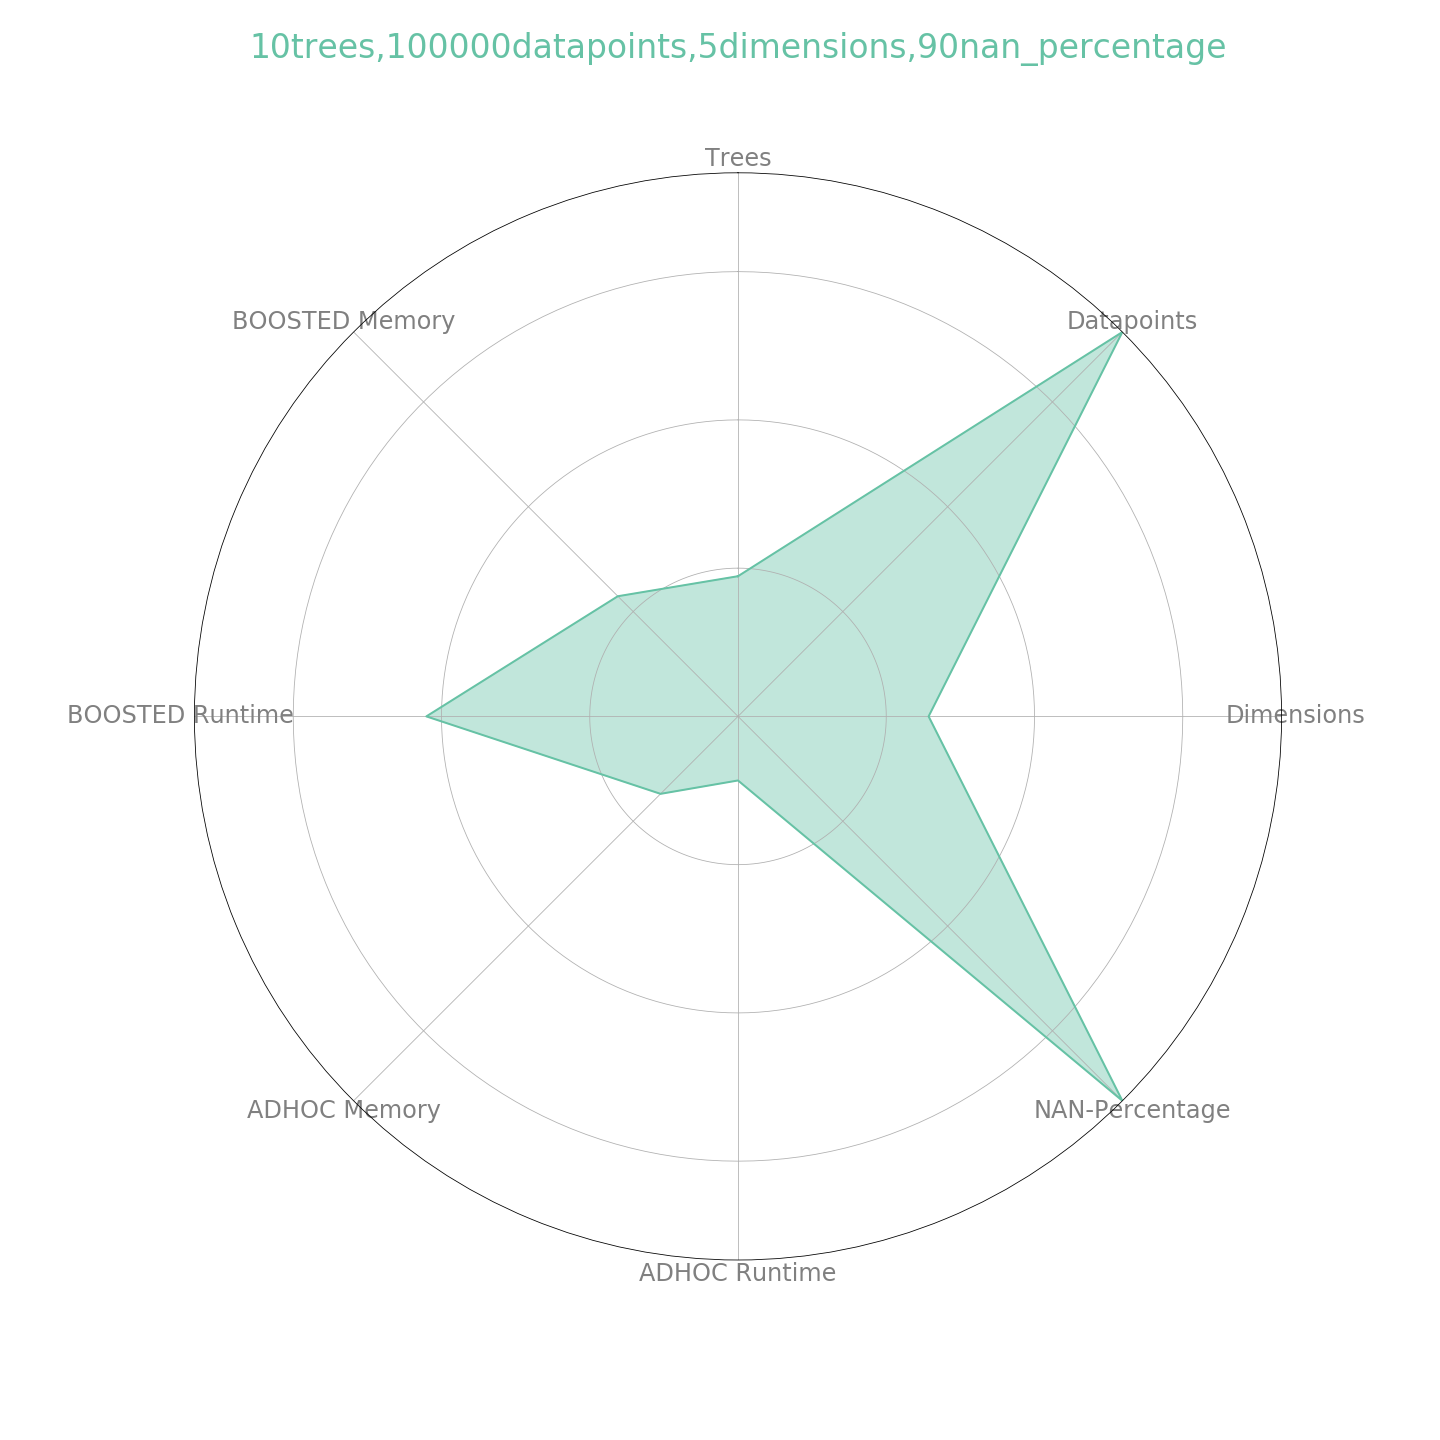 10trees,100000datapoints,5dimensions,90nan_percentage
Trees
BOOSTED Memory
Datapoints
BOOSTED Runtime
Dimensions
ADHOC Memory
NAN-Percentage
ADHOC Runtime